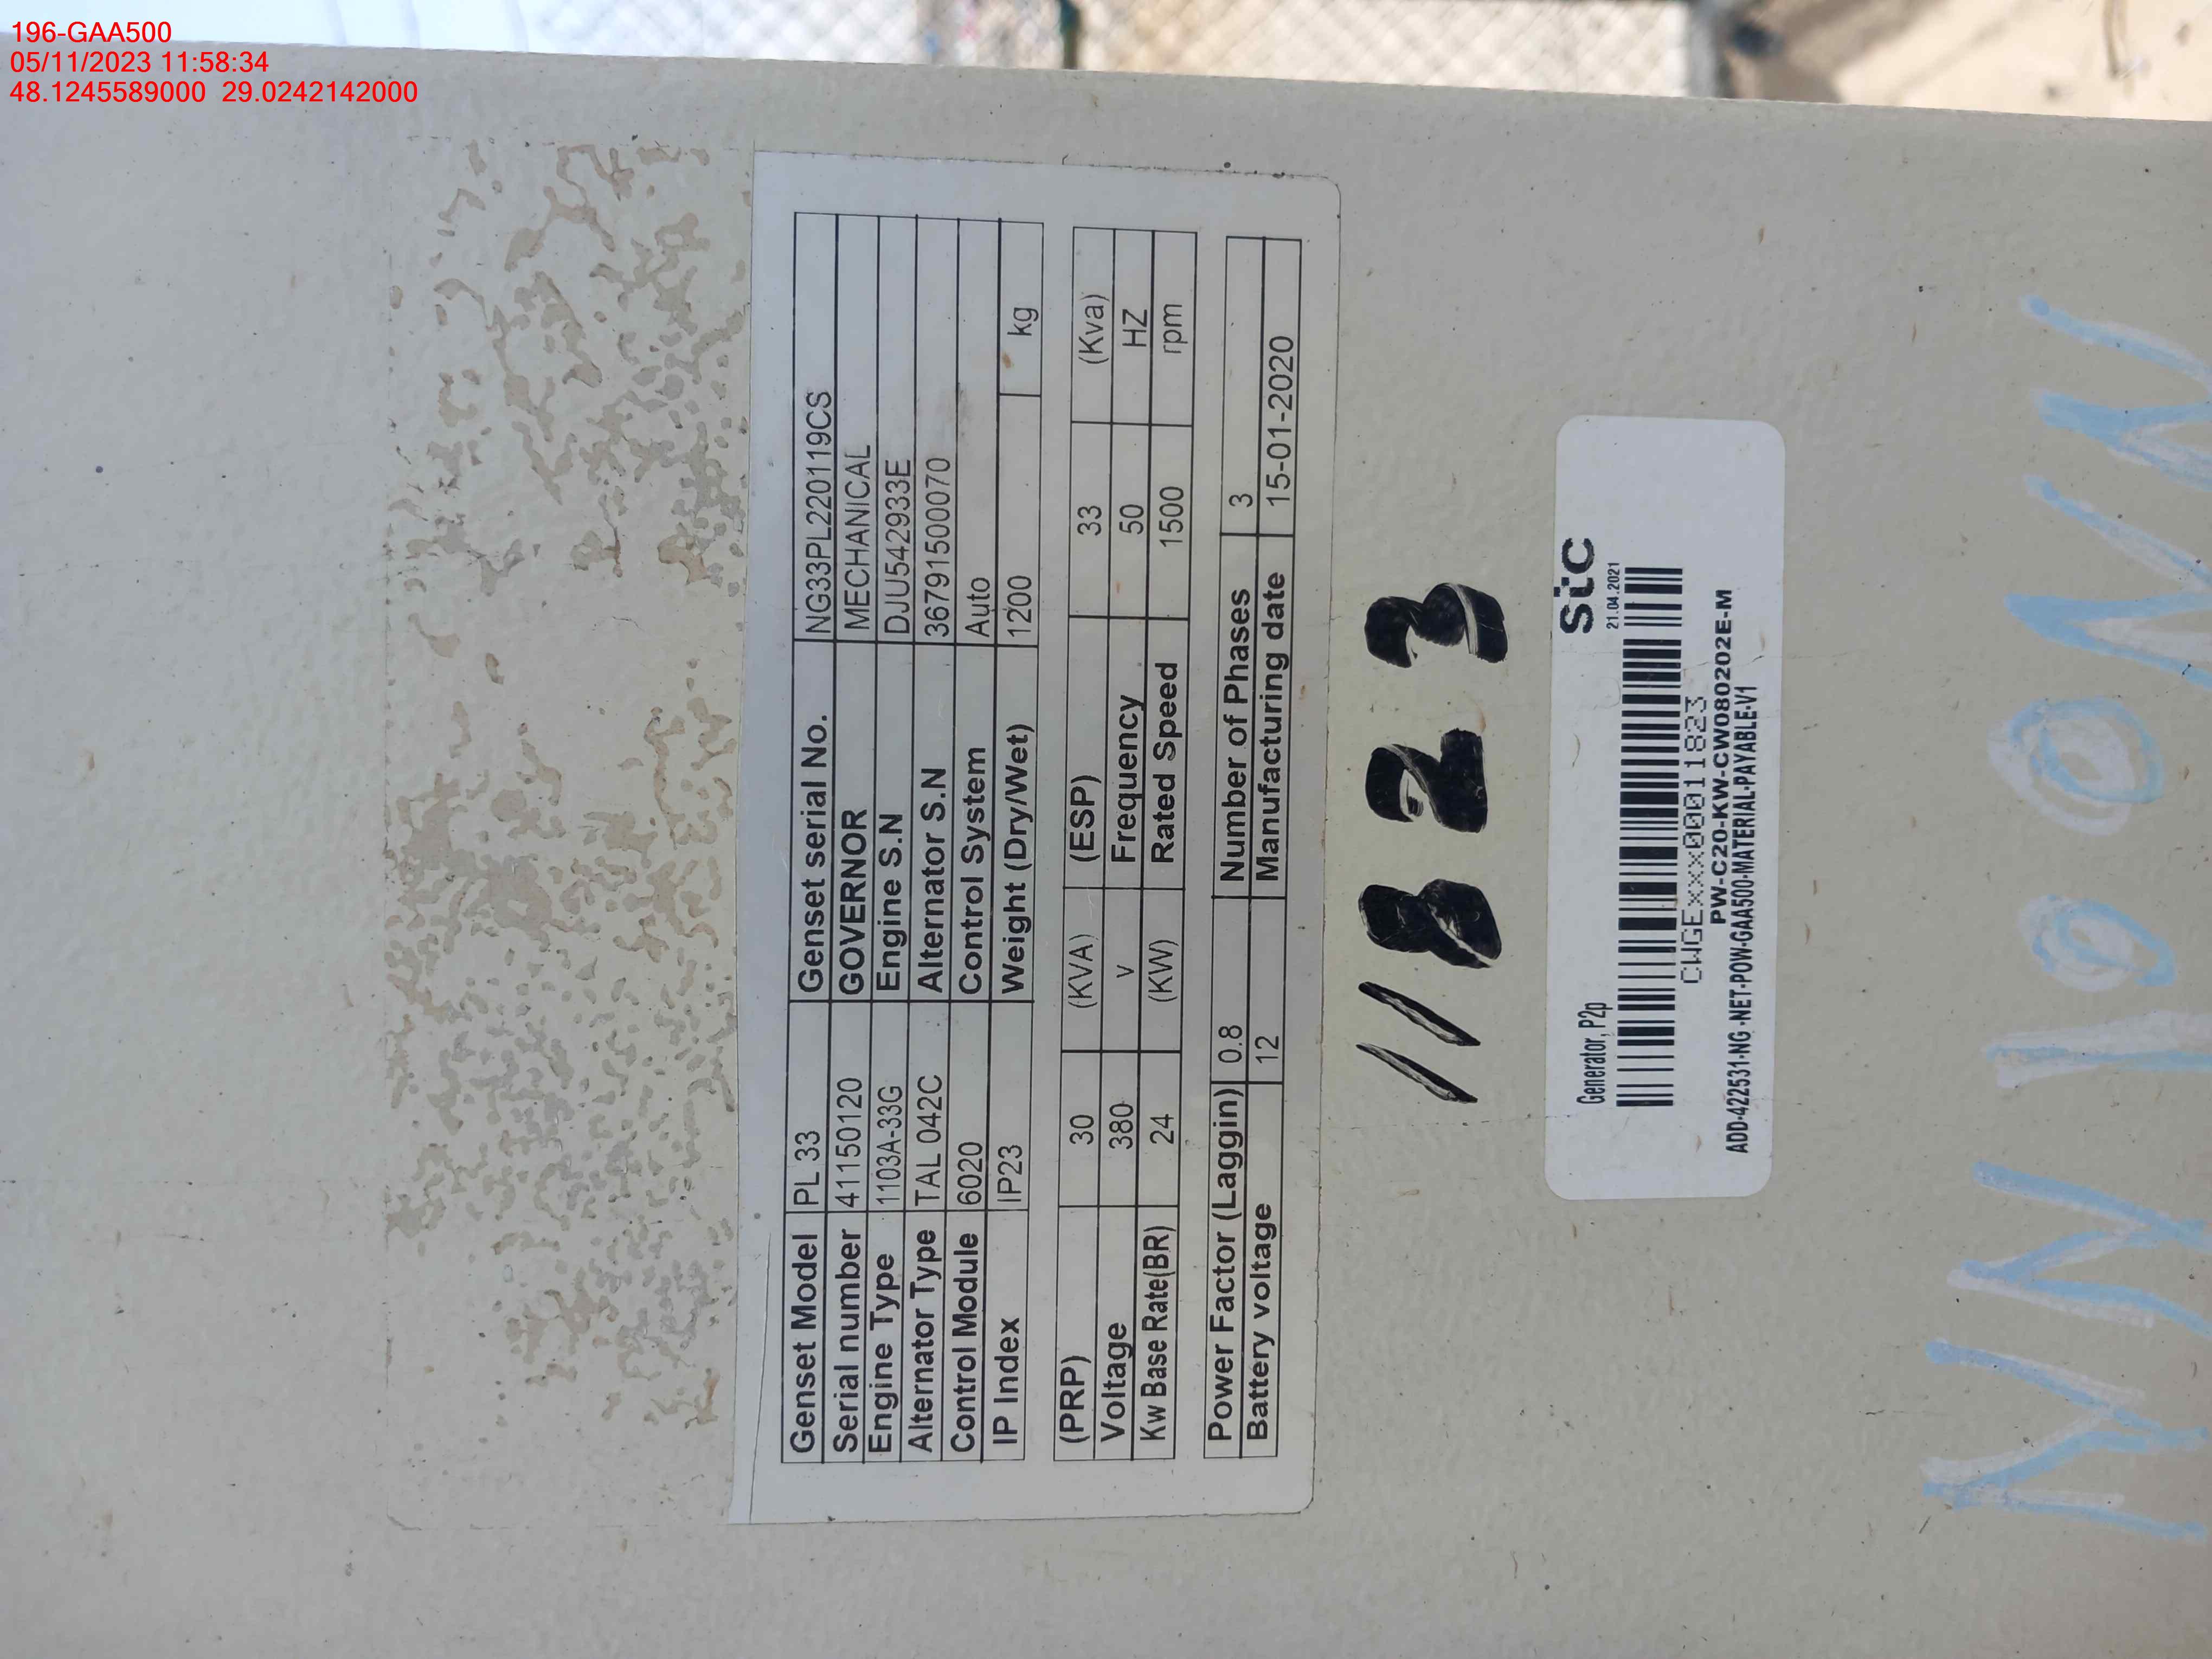 196-GAA500
05/11/2023 11:58:34
48.1245589000 29.0242142000
Genset Model PL 33 Genset serial No. NG33PL220119CS
Serial number 41150120 GOVERNOR MECHANICAL
Engine Type 1103A-33G Engine S.N DJU542933E
Alternator Type TAL 042C Alternator S.N 367915000070
Control Module 6020 Control System Auto
IP Index IP23 Weight (Dry/Wet) 1200 kg
(PRP) 30 (KVA) (ESP) 33 (Kva)
Voltage 380 v Frequency 50 HZ
Kw Base Rate(BR) 24 (KW) Rated Speed 1500 rpm
Power Factor (Laggin) 0.8 Number of Phases 3
Battery voltage 12 Manufacturing date 15-01-2020
11823
stc
Generator, P2p 21.04.2021
CWGExxx00011823
PW-C20-KW-CW080202E-M
ADD-422531-NG -NET-POW-GAA500-MATERIAL-PAYABLE-V1